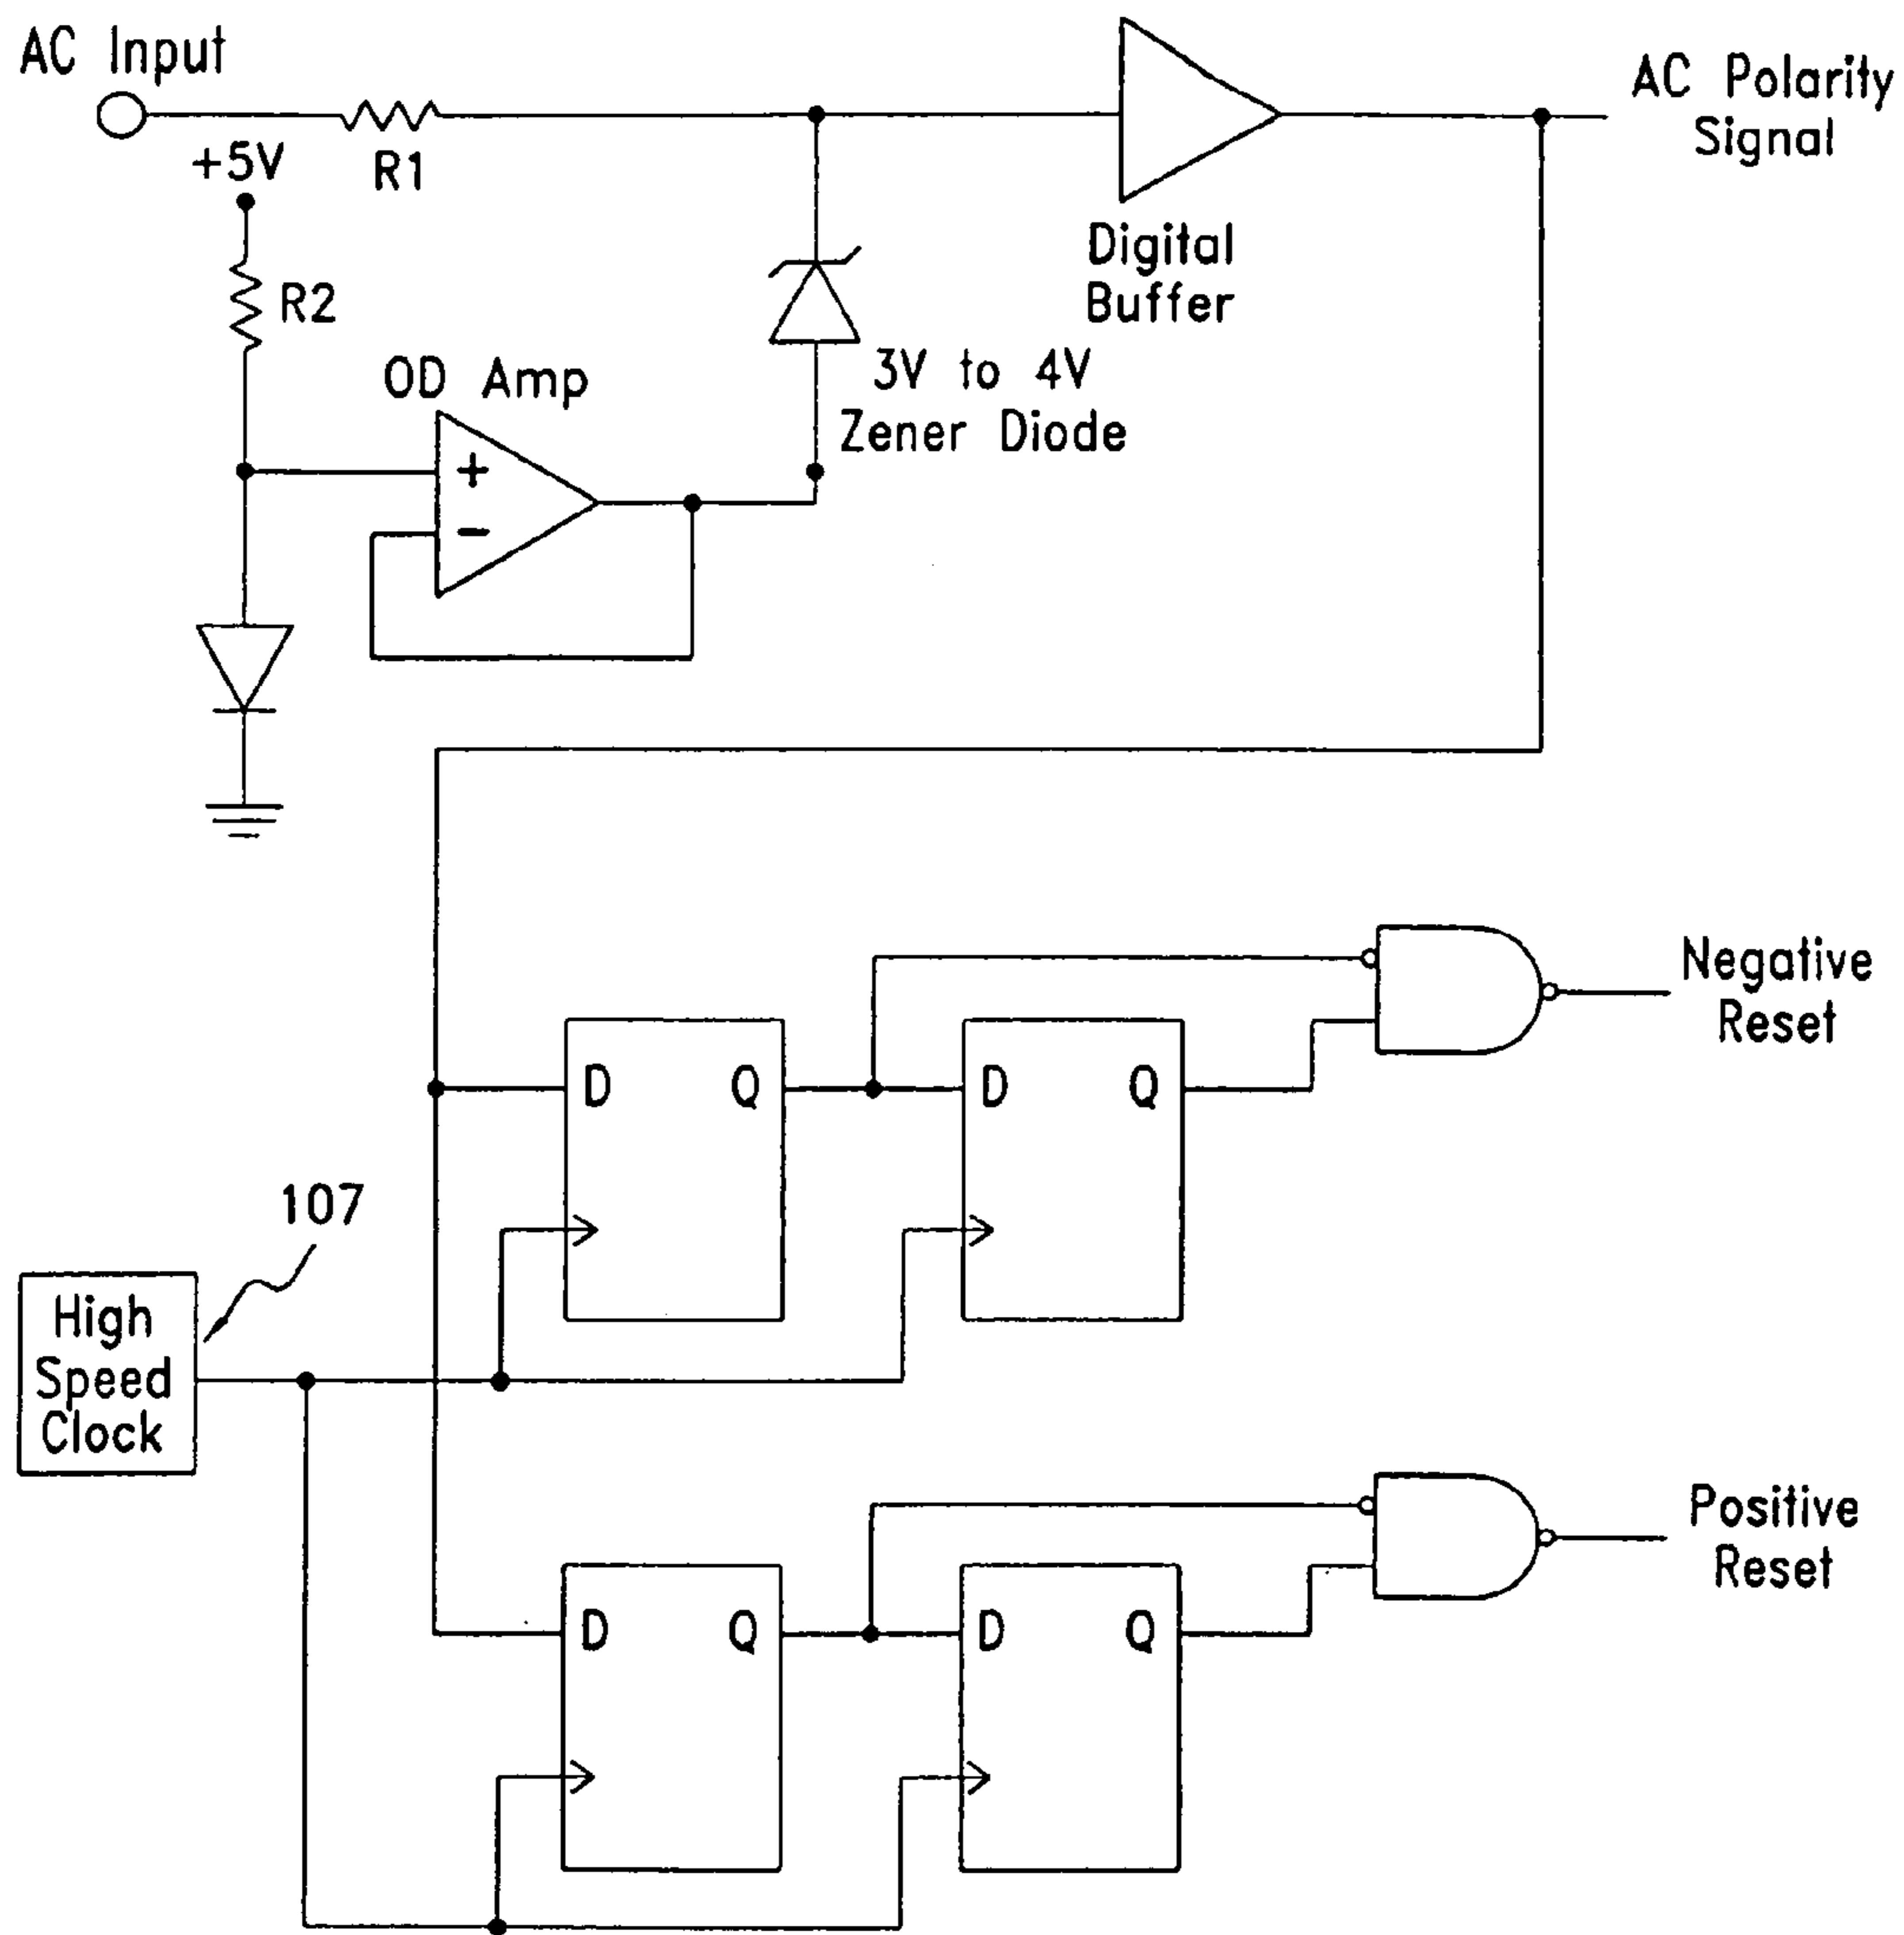 AC Input
AC Polarity
Signal
+5V
R1
R2
Digital
Buffer
OD Amp
3V to 4V
Zener Diode
+
−
Negative
Reset
D Q
D Q
107
High
Speed
Clock
Positive
Reset
D Q
D Q